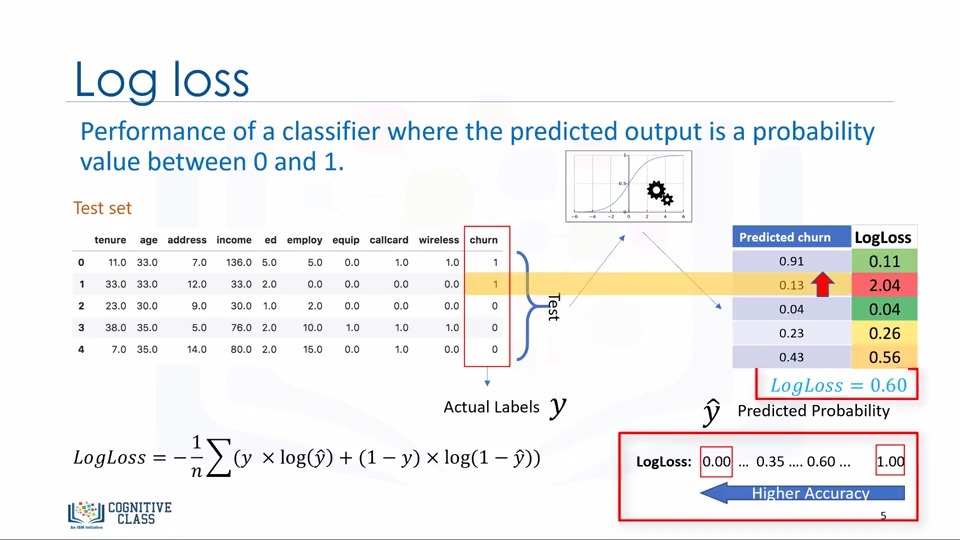 Log loss
Performance of a classifier where the predicted output is a probability
value between 0 and 1.
Test set
tenure age address income ed employ equip callcard wireless churn
0 11.0 33.0 7.0 136.0 5.0 5.0 0.0 1.0 1.0 1
1 33.0 33.0 12.0 33.0 2.0 0.0 0.0 0.0 0.0 1
2 23.0 30.0 9.0 30.0 1.0 2.0 0.0 0.0 0.0 0
3 38.0 35.0 5.0 76.0 2.0 10.0 1.0 1.0 1.0 0
4 7.0 35.0 14.0 80.0 2.0 15.0 0.0 1.0 0.0 0
Test
1
0.5
0
−6 −4 −2 0 2 4 6
Predicted churn LogLoss
0.91 0.11
0.13 2.04
0.04 0.04
0.23 0.26
0.43 0.56
LogLoss = 0.60
Actual Labels y
ŷ Predicted Probability
LogLoss = −1/n∑(y × log(ŷ) + (1 − y) × log(1 − ŷ))
LogLoss: 0.00 ... 0.35 .... 0.60 ... 1.00
Higher Accuracy
COGNITIVE
CLASS
An IBM Initiative
5